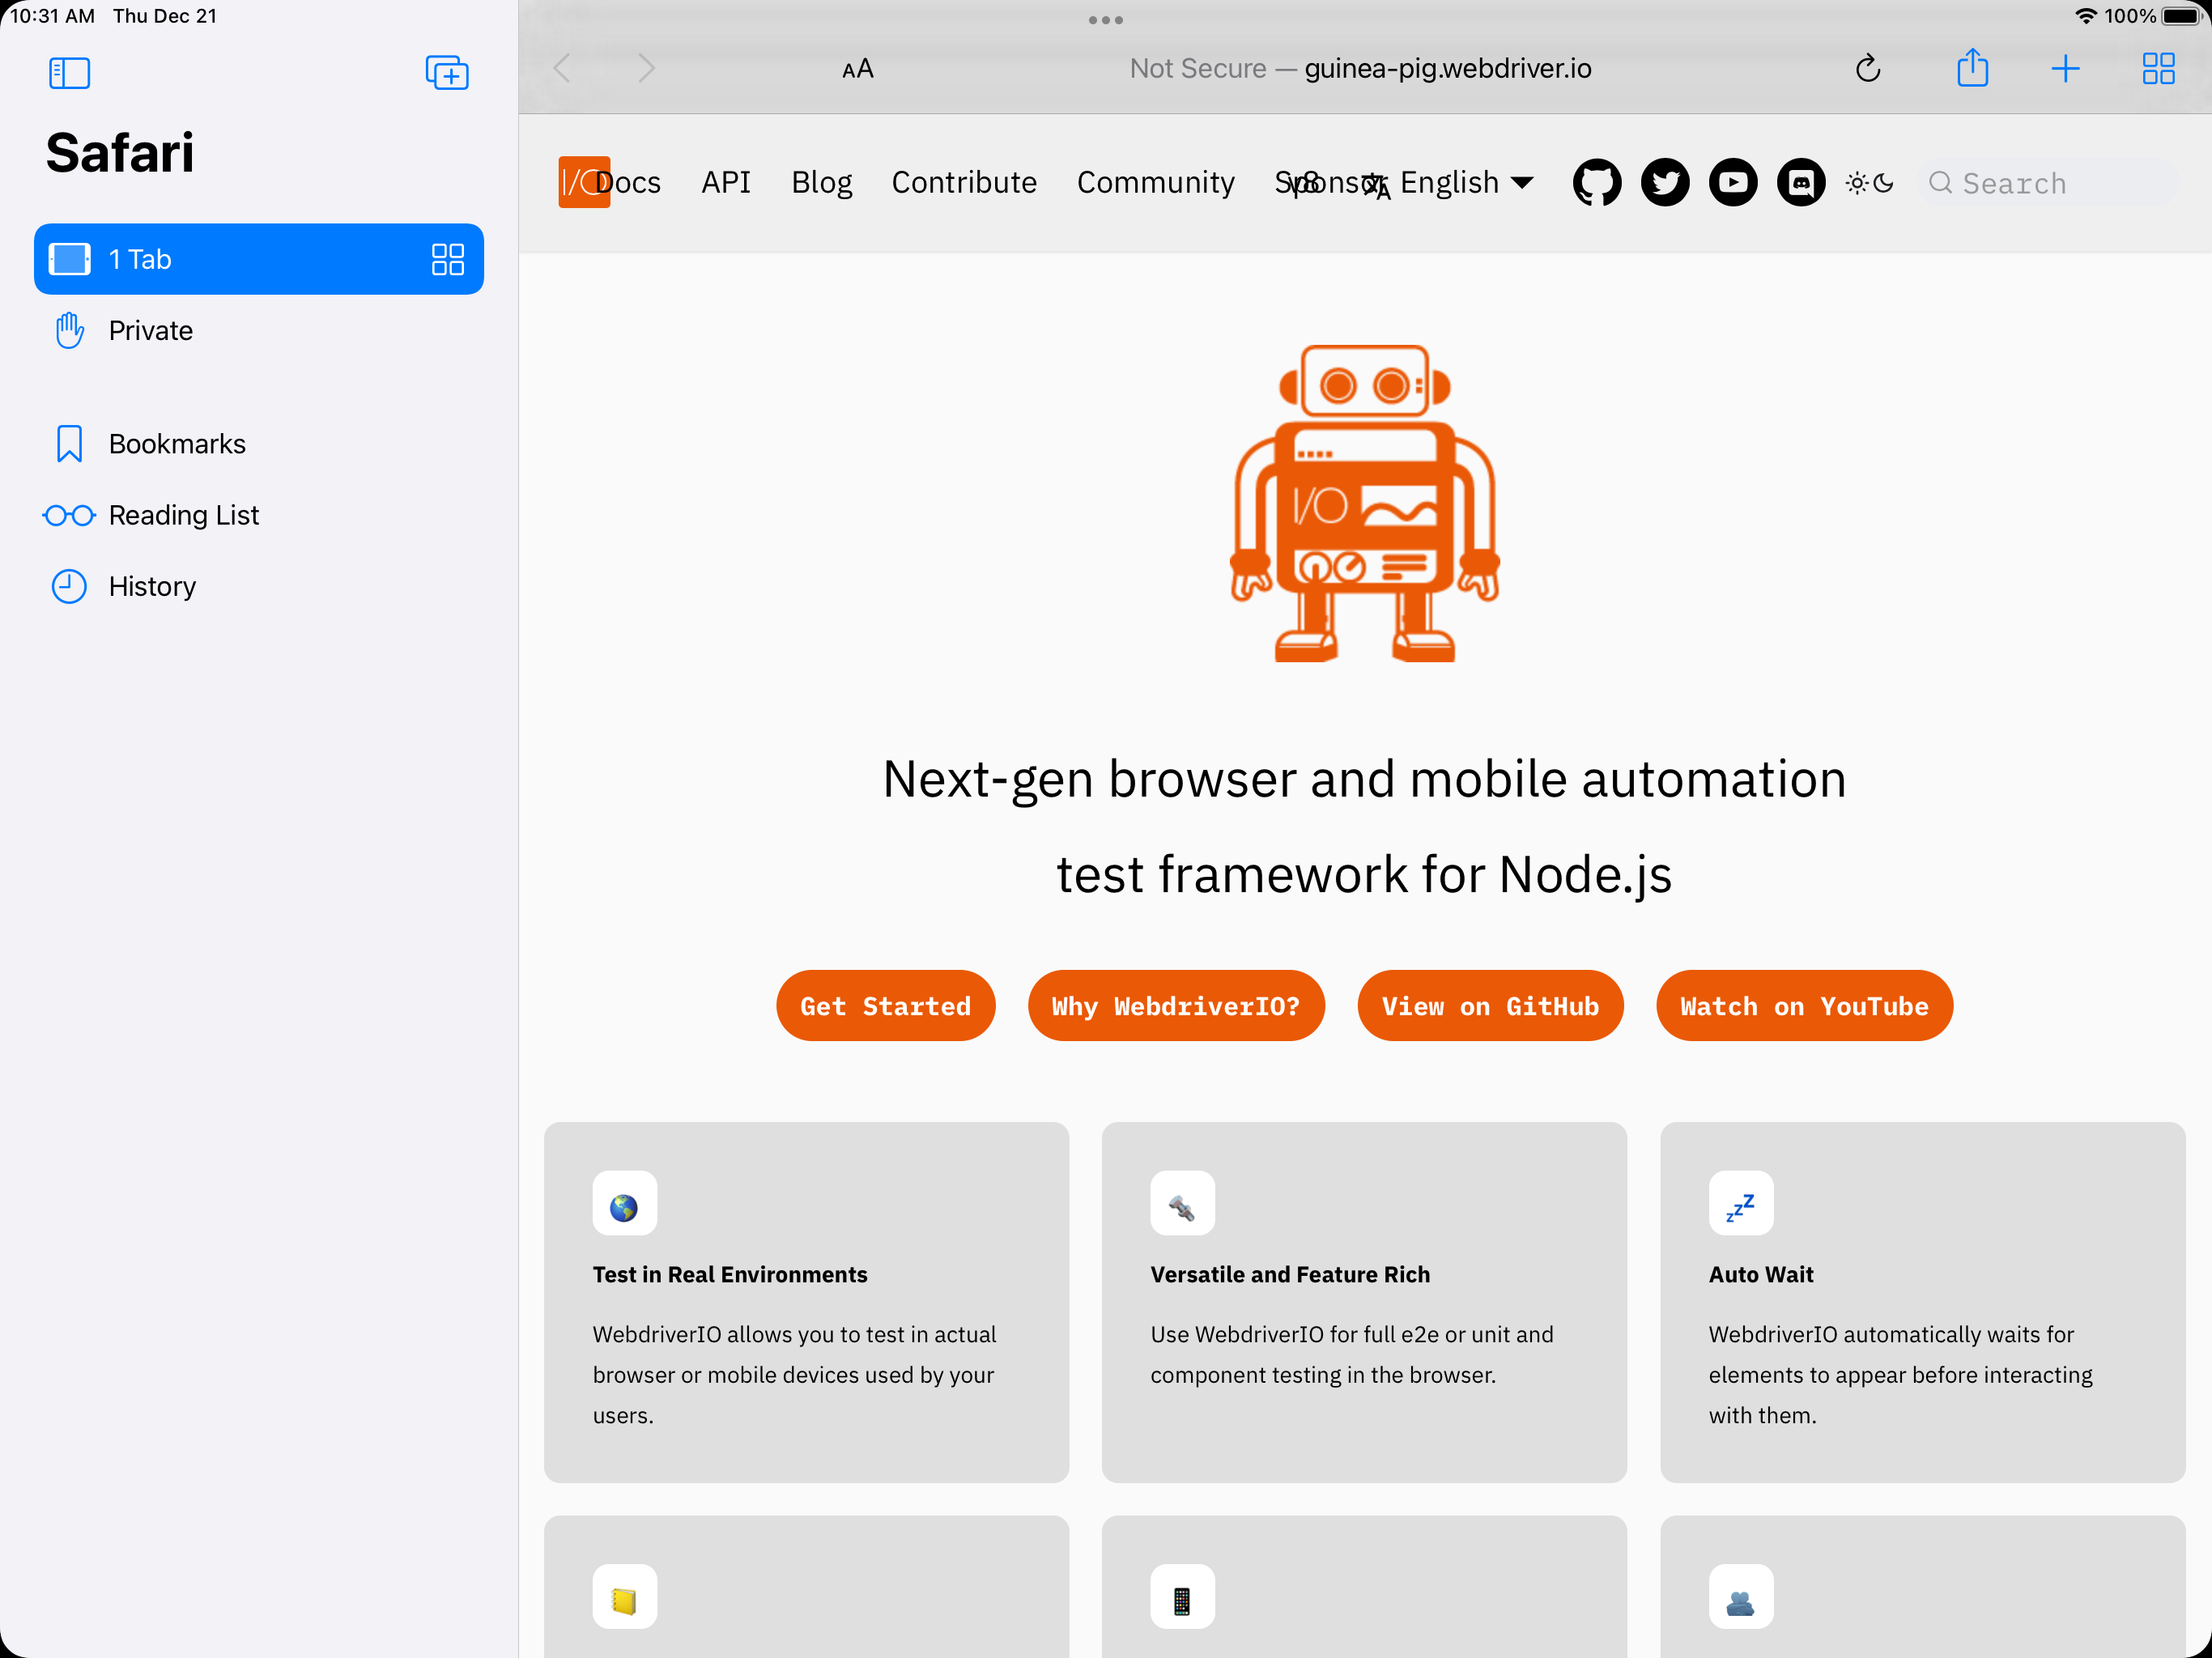 10:31 AM Thu Dec 21
100%
Safari
1 Tab
Private
Bookmarks
Reading List
History
AA
Not Secure — guinea-pig.webdriver.io
I/O
Docs API Blog Contribute Community Sponsor v8 English
Search
I/O
Next-gen browser and mobile automation
test framework for Node.js
Get Started Why WebdriverIO? View on GitHub Watch on YouTube
Test in Real Environments
WebdriverIO allows you to test in actual
browser or mobile devices used by your
users.
Versatile and Feature Rich
Use WebdriverIO for full e2e or unit and
component testing in the browser.
zzZ
Auto Wait
WebdriverIO automatically waits for
elements to appear before interacting
with them.